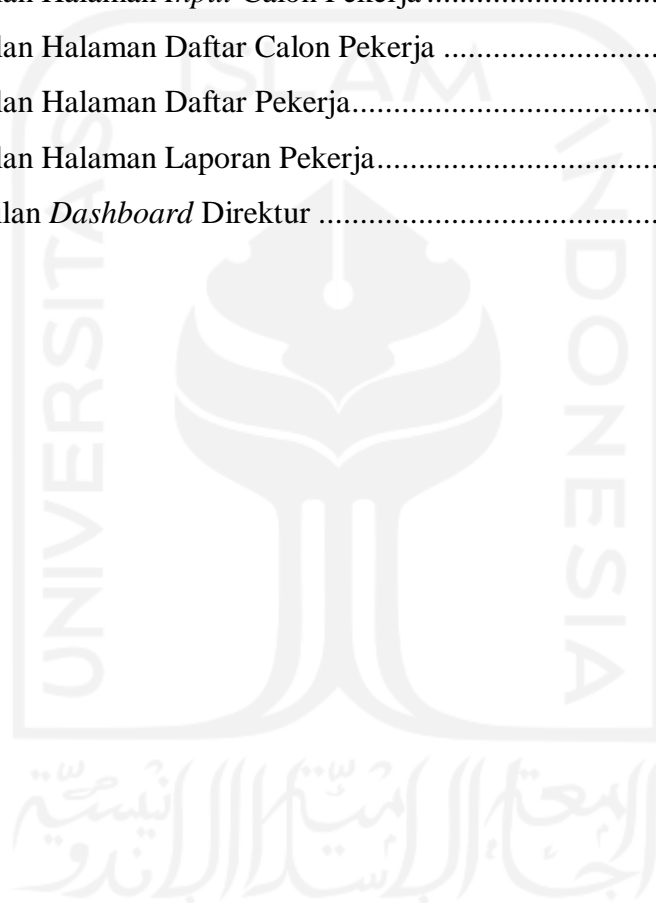 lan Halaman Input Calon Pekerja
lan Halaman Daftar Calon Pekerja ...................................
lan Halaman Daftar Pekerja...............................................
lan Halaman Laporan Pekerja............................................
lan Dashboard Direktur ....................................................
ISLAM
UNIVERSITAS
INDONESIA